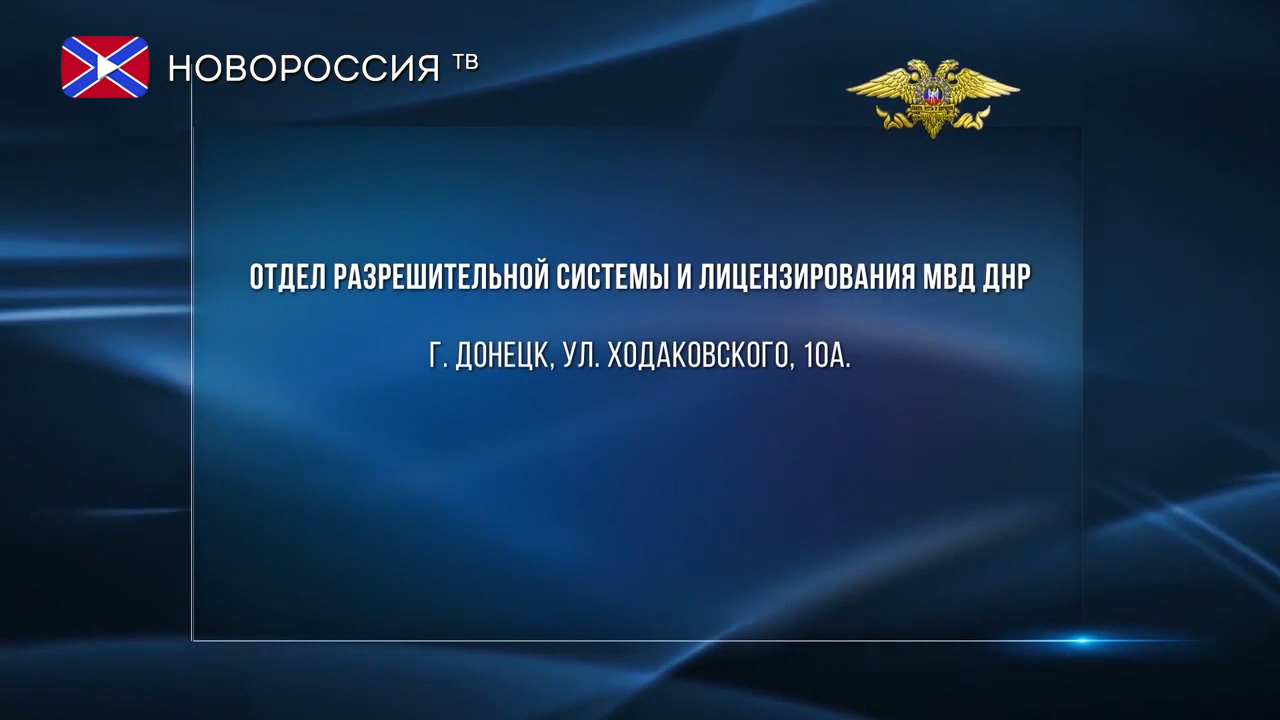 НОВОРОССИЯ ТВ
ОТДЕЛ РАЗРЕШИТЕЛЬНОЙ СИСТЕМЫ И ЛИЦЕНЗИРОВАНИЯ МВД ДНР
Г. ДОНЕЦК, УЛ. ХОДАКОВСКОГО, 10А.